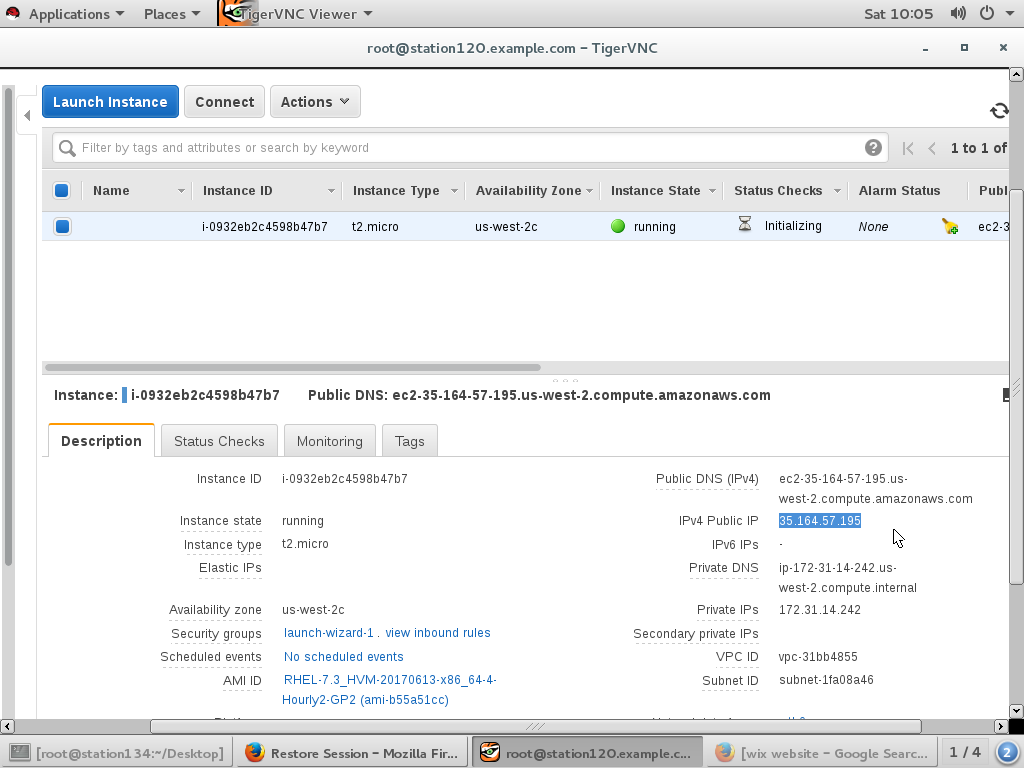 Applications Places TigerVNC Viewer Sat 10:05
root@station120.example.com – TigerVNC
Launch Instance Connect Actions
Filter by tags and attributes or search by keyword ? 1 to 1 of
Name Instance ID Instance Type Availability Zone Instance State Status Checks Alarm Status Publ
i-0932eb2c4598b47b7 t2.micro us-west-2c running Initializing None ec2-3
Instance: i-0932eb2c4598b47b7 Public DNS: ec2-35-164-57-195.us-west-2.compute.amazonaws.com
Description Status Checks Monitoring Tags
Instance ID i-0932eb2c4598b47b7 Public DNS (IPv4) ec2-35-164-57-195.us-
west-2.compute.amazonaws.com
Instance state running IPv4 Public IP 35.164.57.195
Instance type t2.micro IPv6 IPs -
Elastic IPs Private DNS ip-172-31-14-242.us-
west-2.compute.internal
Availability zone us-west-2c Private IPs 172.31.14.242
Security groups launch-wizard-1 . view inbound rules Secondary private IPs
Scheduled events No scheduled events VPC ID vpc-31bb4855
AMI ID RHEL-7.3_HVM-20170613-x86_64-4- Subnet ID subnet-1fa08a46
Hourly2-GP2 (ami-b55a51cc)
[root@station134:~/Desktop] Restore Session – Mozilla Fir... root@station120.example.c... [wix website – Google Searc... 1 / 4 2